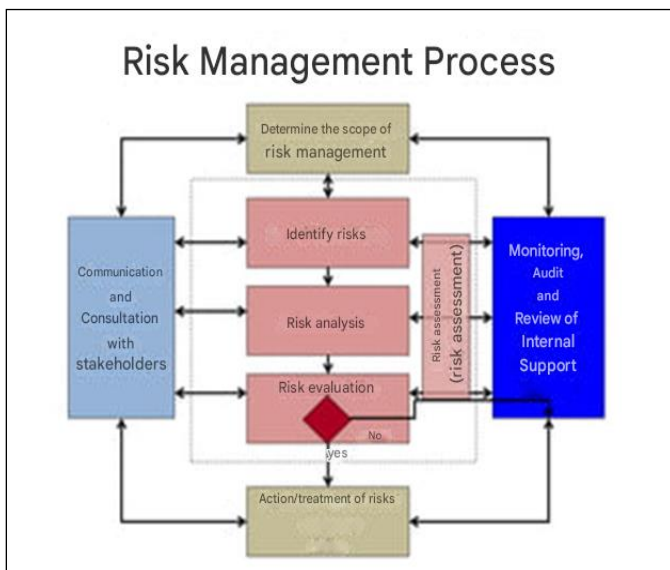 Risk Management Process
Determine the scope of
risk management
Identify risks
Communication
and
Consultation
with
stakeholders
Risk analysis
Risk assessment
(risk assessment)
Monitoring,
Audit
and
Review of
Internal
Support
Risk evaluation
No
yes
Action/treatment of risks